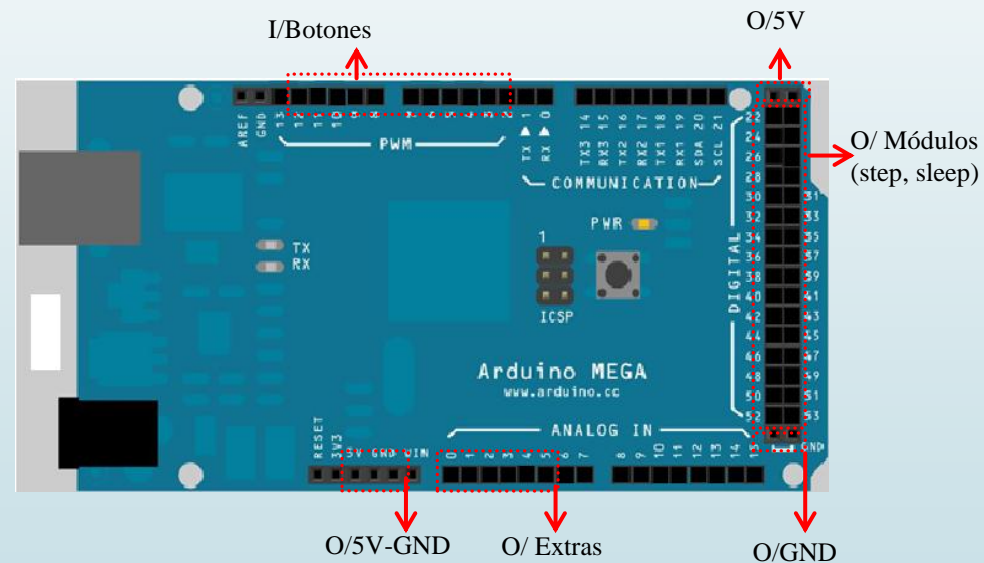 I/Botones
O/5V
AREF
GND
13
12
11
10
9
8
7
6
5
4
3
2
TX ▶ 1
RX ▶ 0
TX3 14
RX3 15
TX2 16
RX2 17
TX1 18
RX1 19
SDA 20
SCL 21
PWM
COMMUNICATION
O/ Módulos
(step, sleep)
22
24
26
28
30 31
32 33
34 35
36 37
38 39
40 41
42 43
44 45
46 47
48 49
50 51
52 53
DIGITAL
GND
PWR
TX
RX
1
ICSP
Arduino MEGA
www.arduino.cc
ANALOG IN
RESET
3V3
5V GND VIN
0
1
2
3
4
5
6
7
8
9
10
11
12
13
14
15
O/5V-GND
O/ Extras
O/GND